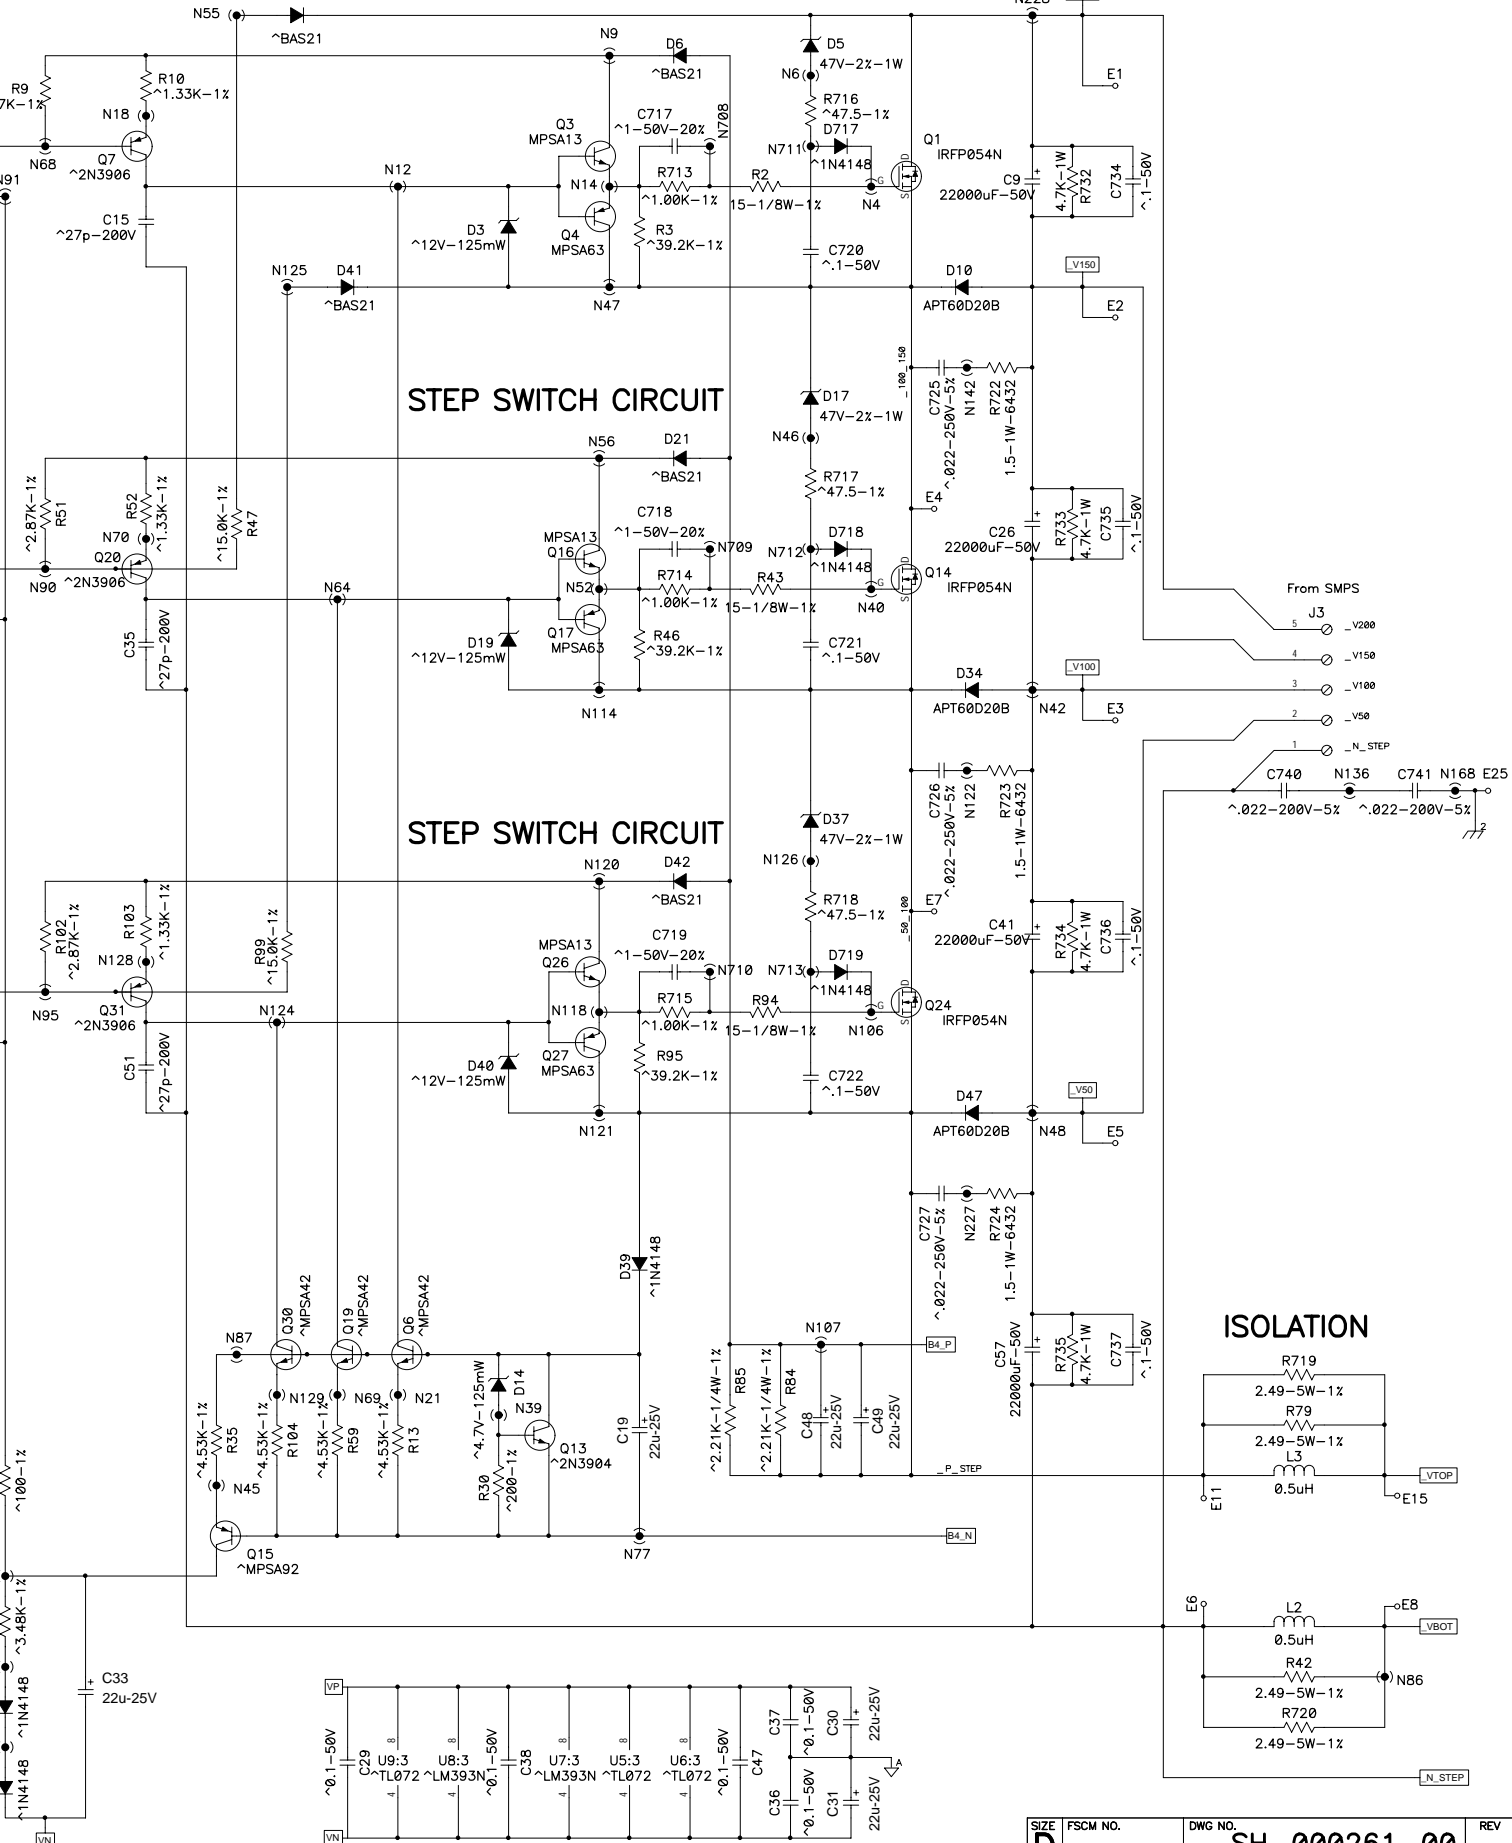 N55
^BAS21
N9
D6
^BAS21
D5
47V-2%-1W
N6
E1
R9
7K-1%
R10
^1.33K-1%
N18
Q7
^2N3906
N68
N91
C15
^27p-200V
N12
Q3
MPSA13
C717
^1-50V-20%
N708
R716
^47.5-1%
D717
^1N4148
N711
Q1
IRFP054N
D
G
S
N14
R713
^1.00K-1%
R2
15-1/8W-1%
N4
C9
+
22000uF-50V
4.7K-1W
R732
C734
^.1-50V
D3
^12V-125mW
Q4
MPSA63
R3
^39.2K-1%
C720
^.1-50V
N125
D41
^BAS21
N47
D10
APT60D20B
_V150
E2
STEP SWITCH CIRCUIT
_100_150
C725
^.022-250V-5%
N142
R722
1.5-1W-6432
D17
47V-2%-1W
N46
N56
D21
^BAS21
R717
^47.5-1%
E4
^2.87K-1%
R51
R52
^1.33K-1%
N70
^15.0K-1%
R47
Q20
^2N3906
N90
MPSA13
Q16
C718
^1-50V-20%
N709
D718
^1N4148
N712
Q14
IRFP054N
D
G
S
C26
+
22000uF-50V
R733
4.7K-1W
C735
^.1-50V
N64
N52
R714
^1.00K-1%
R43
15-1/8W-1%
N40
From SMPS
J3
5 _V200
4 _V150
3 _V100
2 _V50
1 _N_STEP
C35
^27p-200V
D19
^12V-125mW
Q17
MPSA63
R46
^39.2K-1%
C721
^.1-50V
N114
D34
APT60D20B
N42
_V100
E3
C740
^.022-200V-5%
N136
C741
^.022-200V-5%
N168
E25
2
STEP SWITCH CIRCUIT
C726
^.022-250V-5%
N122
R723
1.5-1W-6432
D37
47V-2%-1W
N126
N120
D42
^BAS21
R718
^47.5-1%
_50_100
E7
R102
^2.87K-1%
R103
^1.33K-1%
N128
R99
^15.0K-1%
Q31
^2N3906
N95
MPSA13
Q26
C719
^1-50V-20%
N710
D719
^1N4148
N713
Q24
IRFP054N
G
S
C41
+
22000uF-50V
R734
4.7K-1W
C736
^.1-50V
N124
N118
R715
^1.00K-1%
R94
15-1/8W-1%
N106
C51
^27p-200V
D40
^12V-125mW
Q27
MPSA63
R95
^39.2K-1%
C722
^.1-50V
N121
D47
APT60D20B
N48
_V50
E5
C727
^.022-250V-5%
N227
R724
1.5-1W-6432
D39
^1N4148
N87
Q30
^MPSA42
Q19
^MPSA42
Q6
^MPSA42
N129
N69
N21
^4.53K-1%
R35
^4.53K-1%
R104
^4.53K-1%
R59
^4.53K-1%
R13
^4.7V-125mW
D14
N39
Q13
^2N3904
R30
^200-1%
C19
+
22u-25V
^2.21K-1/4W-1%
R85
^2.21K-1/4W-1%
R84
N107
B4_P
C48
+
22u-25V
C49
+
22u-25V
_P_STEP
C57
+
22000uF-50V
R735
4.7K-1W
C737
^.1-50V
ISOLATION
R719
2.49-5W-1%
R79
2.49-5W-1%
L3
0.5uH
_VTOP
E11
E15
^100-1%
N45
Q15
^MPSA92
N77
B4_N
^3.48K-1%
^1N4148
^1N4148
VN
C33
+
22u-25V
E6
L2
0.5uH
E8
_VBOT
R42
2.49-5W-1%
N86
R720
2.49-5W-1%
_N_STEP
VP
VN
^0.1-50V
C29
8
U9:3
^TL072
4
8
U8:3
^LM393N
4
^0.1-50V
C38
8
U7:3
^LM393N
4
8
U5:3
^TL072
4
8
U6:3
^TL072
4
^0.1-50V
C47
C37
^0.1-50V
C30
+
22u-25V
A
C36
^0.1-50V
C31
+
22u-25V
SIZE
FSCM NO.
DWG NO.
REV